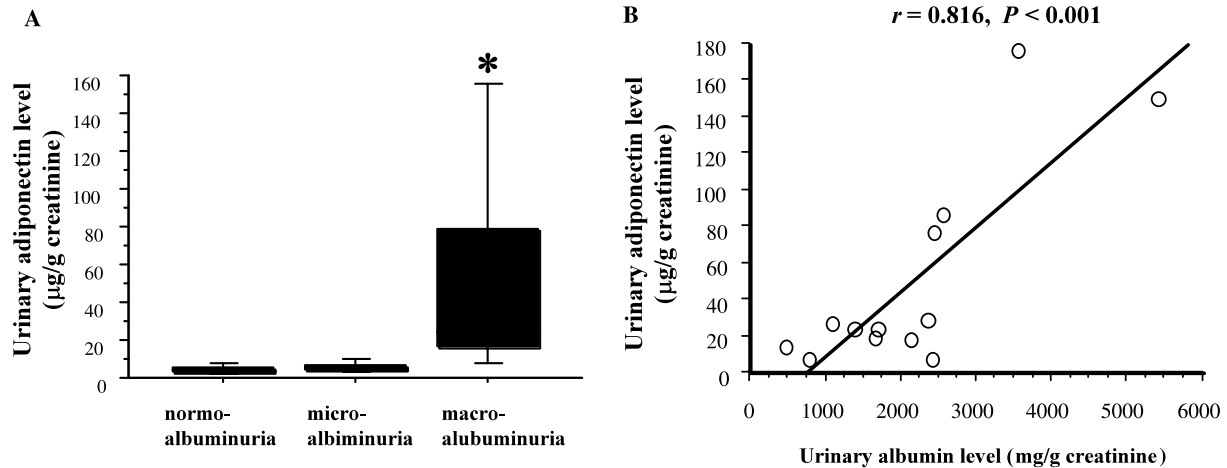 A
Urinary adiponectin level
(µg/g creatinine)
160
140
120
100
80
60
40
20
0
*
normo-
albuminuria
micro-
albiminuria
macro-
alubuminuria
B
r = 0.816, P < 0.001
Urinary adiponectin level
(µg/g creatinine)
180
160
140
120
100
80
60
40
20
0
0 1000 2000 3000 4000 5000 6000
Urinary albumin level (mg/g creatinine)